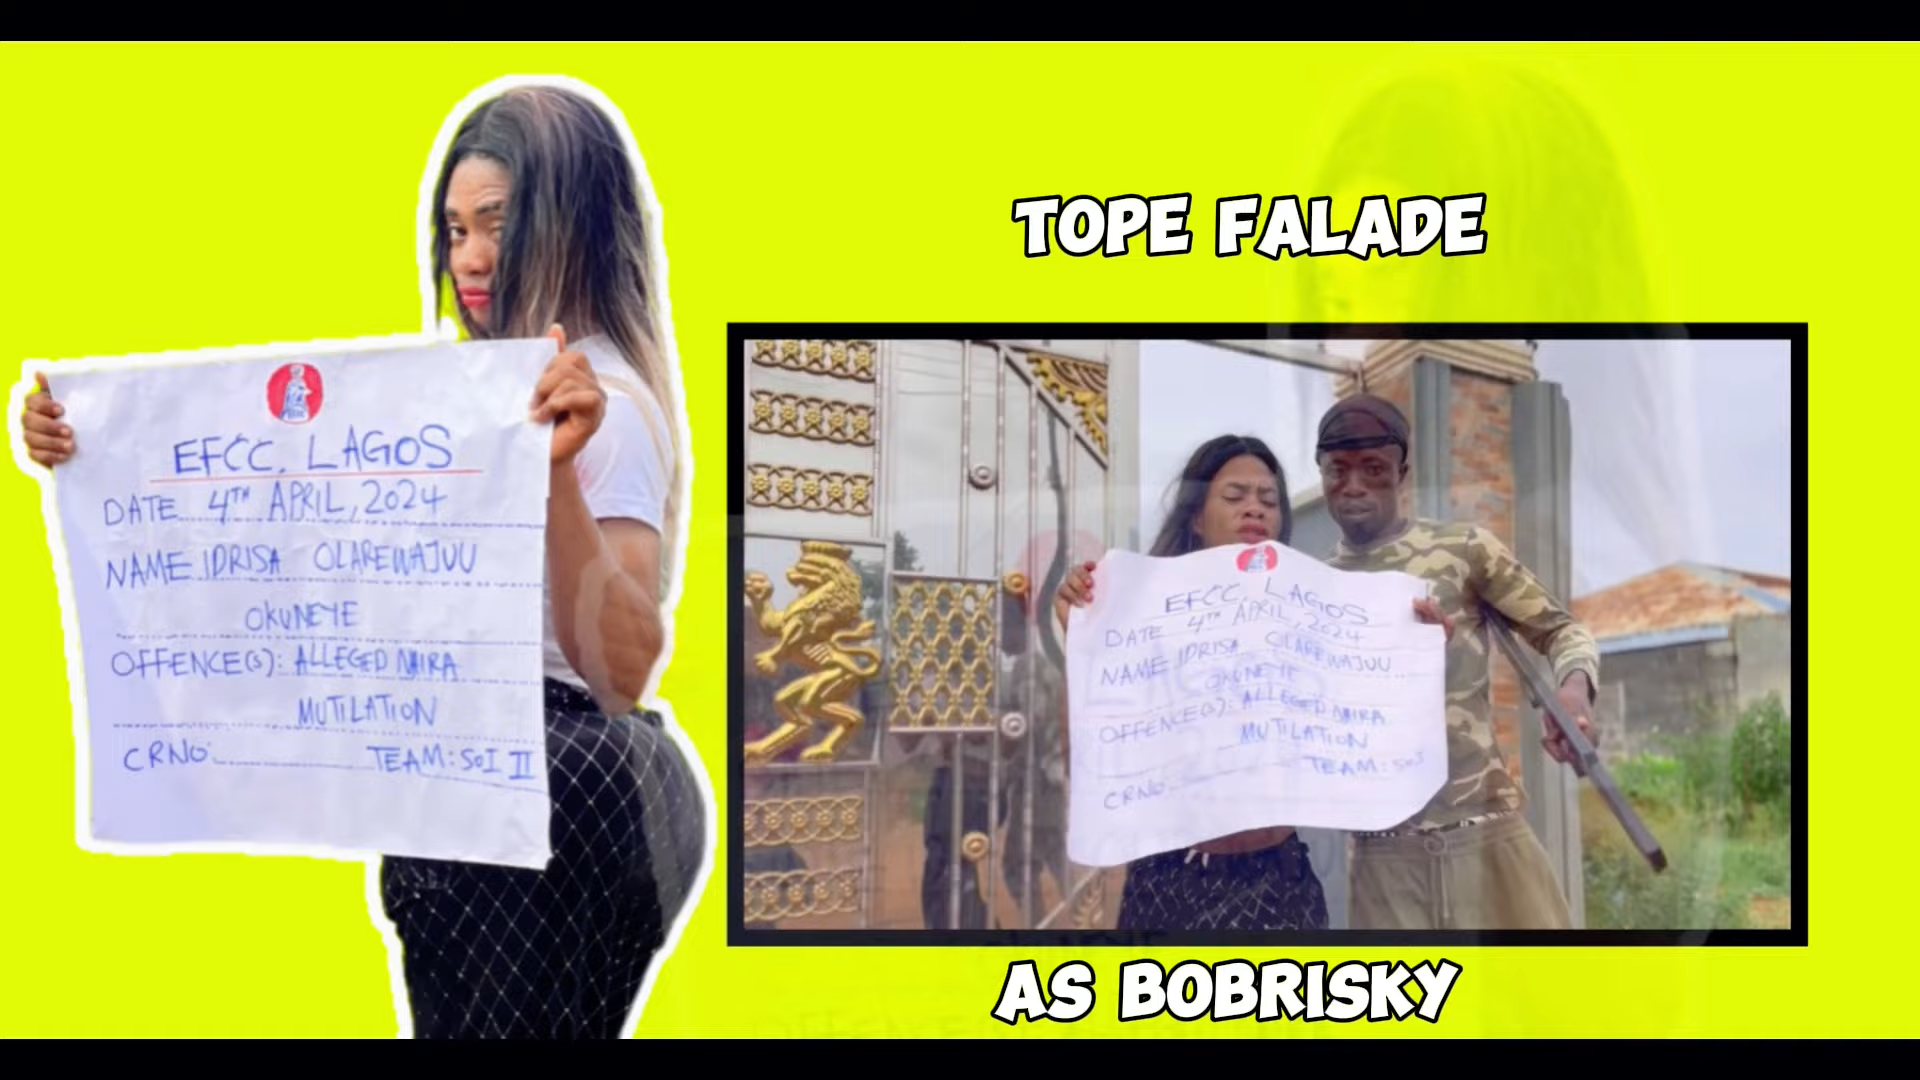 TOPE FALADE
EFCC, LAGOS
DATE 4TH APRIL, 2024
NAME: IDRISA OLAREWAJUU
OKUNEYE
OFFENCE(S): ALLEGED NAIRA
MUTILATION
CRNO: TEAM: SOI II
EFCC, LAGOS
DATE 4TH APRIL, 2024
NAME: IDRISA OLAREWAJUU
OKUNEYE
OFFENCE(S): ALLEGED NAIRA
MUTILATION
TEAM: SOI
CRNO
AS BOBRISKY